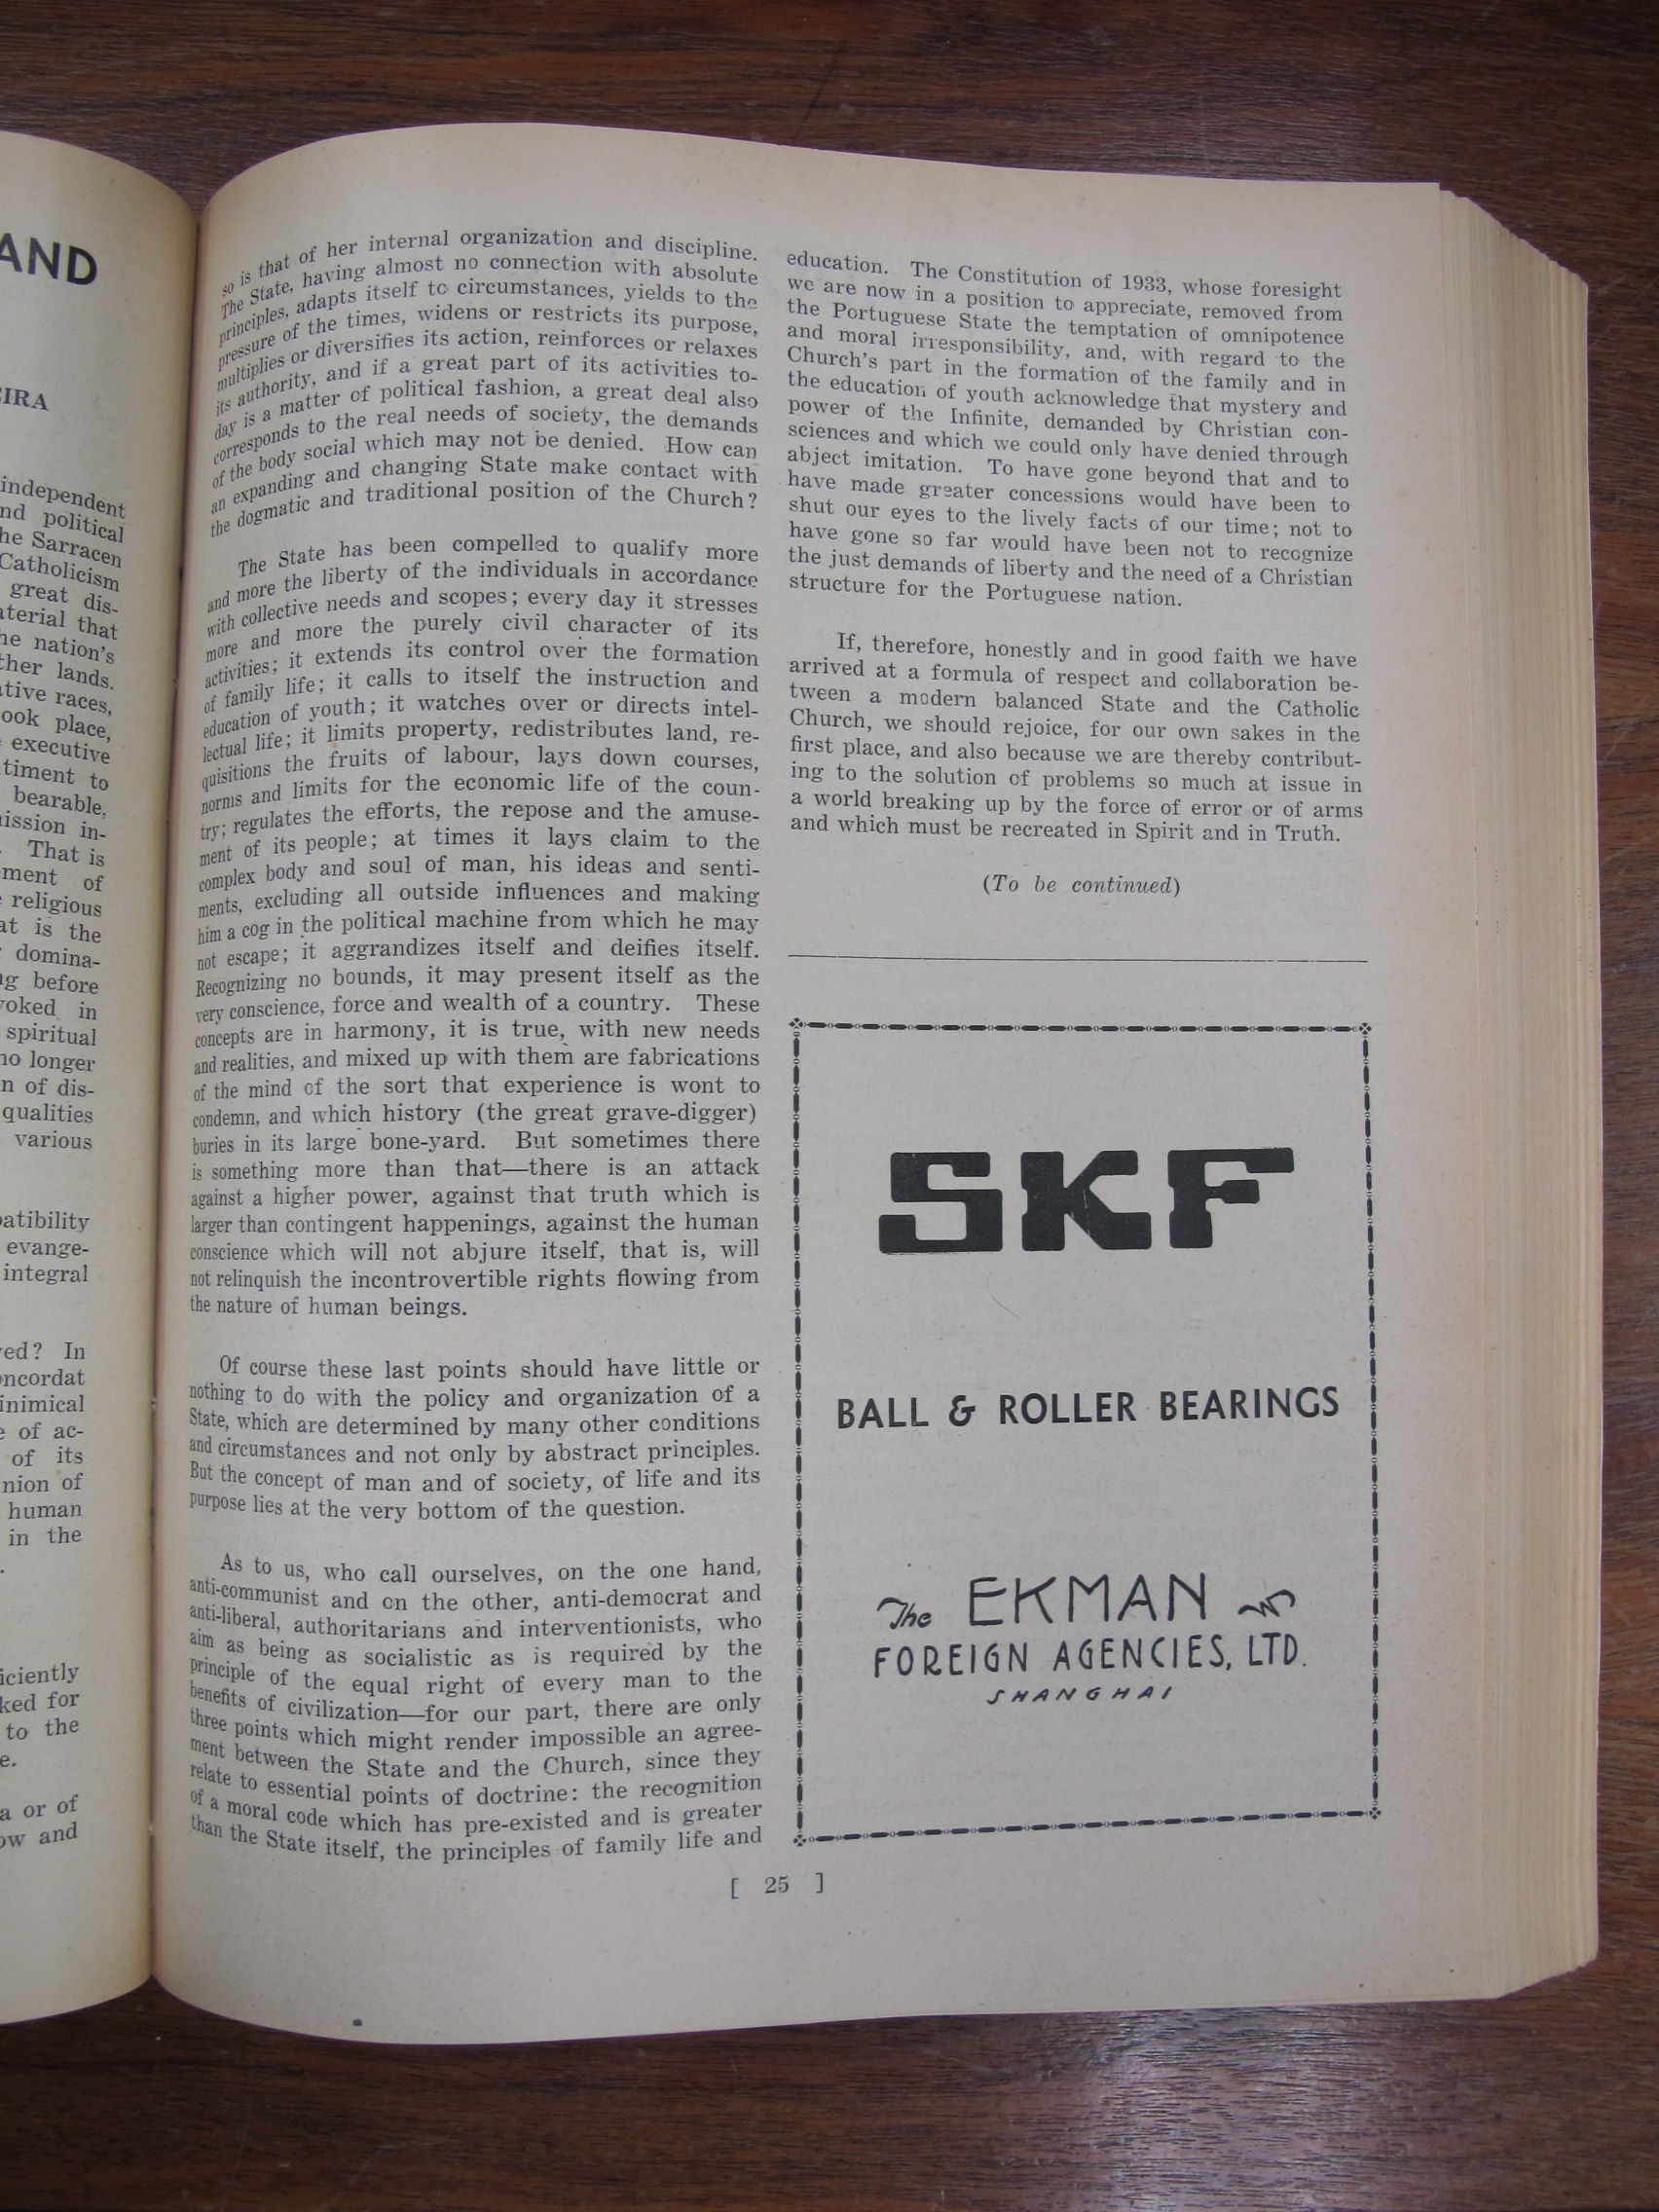 AND
EIRA
independent
nd political
he Sarracen
Catholicism
great dis-
aterial that
he nation's
ther lands.
ative races,
ook place,
executive
timent to
bearable,
ission in-
That is
ment of
religious
at is the
domina-
ng before
voked in
spiritual
no longer
n of dis-
qualities
various
patibility
evange-
integral
ved? In
oncordat
inimical
e of ac-
of its
nion of
human
in the
iciently
ked for
to the
e.
a or of
ow and
so is that of her internal organization and discipline.
The State, having almost no connection with absolute
principles, adapts itself to circumstances, yields to the
pressure of the times, widens or restricts its purpose,
multiplies or diversifies its action, reinforces or relaxes
its authority, and if a great part of its activities to-
day is a matter of political fashion, a great deal also
corresponds to the real needs of society, the demands
of the body social which may not be denied. How can
an expanding and changing State make contact with
the dogmatic and traditional position of the Church?
The State has been compelled to qualify more
and more the liberty of the individuals in accordance
with collective needs and scopes; every day it stresses
more and more the purely civil character of its
activities; it extends its control over the formation
of family life; it calls to itself the instruction and
education of youth; it watches over or directs intel-
lectual life; it limits property, redistributes land, re-
quisitions the fruits of labour, lays down courses,
norms and limits for the economic life of the coun-
try; regulates the efforts, the repose and the amuse-
ment of its people; at times it lays claim to the
complex body and soul of man, his ideas and senti-
ments, excluding all outside influences and making
him a cog in the political machine from which he may
not escape; it aggrandizes itself and deifies itself.
Recognizing no bounds, it may present itself as the
very conscience, force and wealth of a country. These
concepts are in harmony, it is true, with new needs
and realities, and mixed up with them are fabrications
of the mind of the sort that experience is wont to
condemn, and which history (the great grave-digger)
buries in its large bone-yard. But sometimes there
is something more than that—there is an attack
against a higher power, against that truth which is
larger than contingent happenings, against the human
conscience which will not abjure itself, that is, will
not relinquish the incontrovertible rights flowing from
the nature of human beings.
Of course these last points should have little or
nothing to do with the policy and organization of a
State, which are determined by many other conditions
and circumstances and not only by abstract principles.
But the concept of man and of society, of life and its
purpose lies at the very bottom of the question.
As to us, who call ourselves, on the one hand,
anti-communist and on the other, anti-democrat and
anti-liberal, authoritarians and interventionists, who
aim as being as socialistic as is required by the
principle of the equal right of every man to the
benefits of civilization—for our part, there are only
three points which might render impossible an agree-
ment between the State and the Church, since they
relate to essential points of doctrine: the recognition
of a moral code which has pre-existed and is greater
than the State itself, the principles of family life and
education. The Constitution of 1933, whose foresight
we are now in a position to appreciate, removed from
the Portuguese State the temptation of omnipotence
and moral irresponsibility, and, with regard to the
Church's part in the formation of the family and in
the education of youth acknowledge that mystery and
power of the Infinite, demanded by Christian con-
sciences and which we could only have denied through
abject imitation. To have gone beyond that and to
have made greater concessions would have been to
shut our eyes to the lively facts of our time; not to
have gone so far would have been not to recognize
the just demands of liberty and the need of a Christian
structure for the Portuguese nation.
If, therefore, honestly and in good faith we have
arrived at a formula of respect and collaboration be-
tween a modern balanced State and the Catholic
Church, we should rejoice, for our own sakes in the
first place, and also because we are thereby contribut-
ing to the solution of problems so much at issue in
a world breaking up by the force of error or of arms
and which must be recreated in Spirit and in Truth.
(To be continued)
SKF
BALL & ROLLER BEARINGS
The EKMAN
FOREIGN AGENCIES, LTD.
SHANGHAI
[ 25 ]